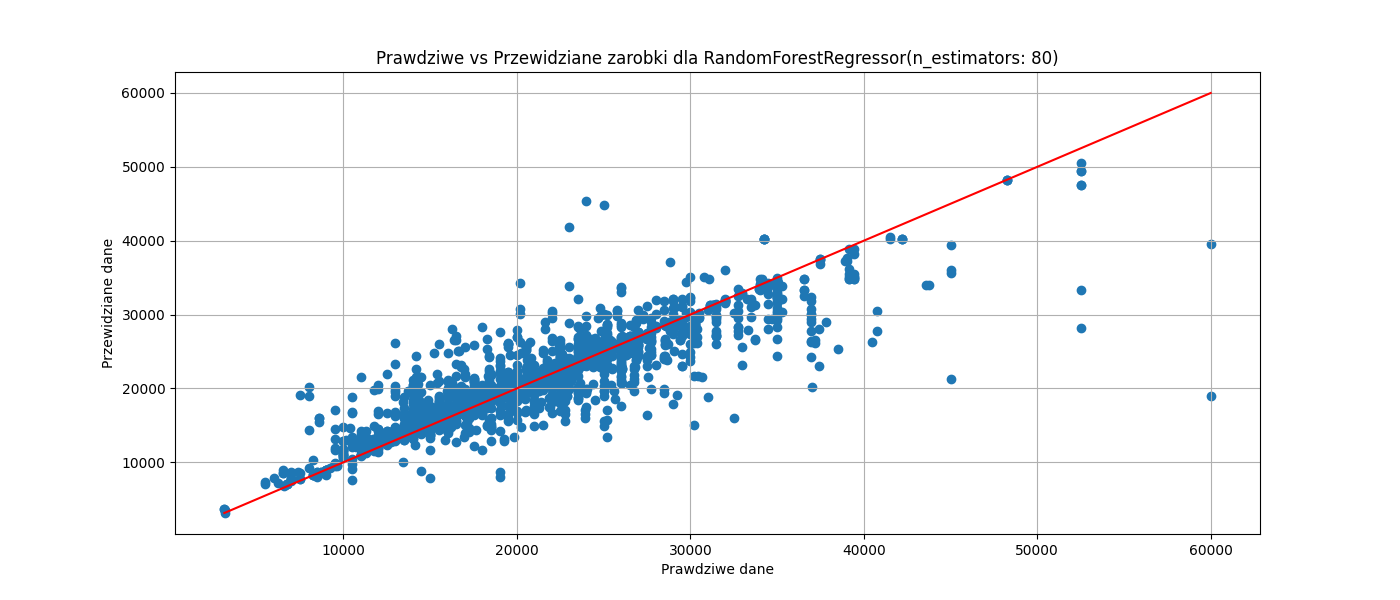 Prawdziwe vs Przewidziane zarobki dla RandomForestRegressor(n_estimators: 80)
60000
50000
40000
30000
20000
10000
Przewidziane dane
10000 20000 30000 40000 50000 60000
Prawdziwe dane